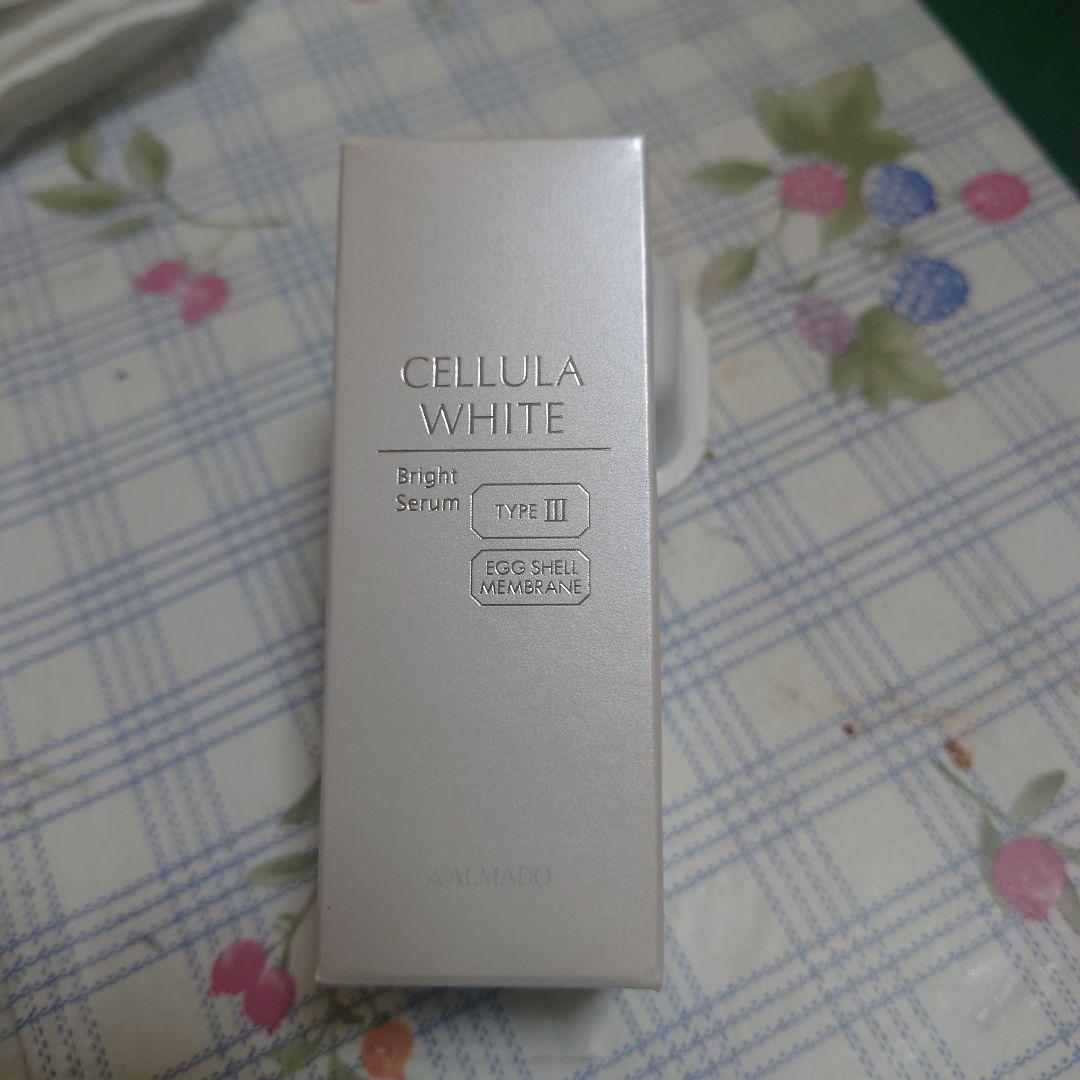 CELLULA
WHITE
Bright
Serum
TYPE III
EGG SHELL
MEMBRANE
ALMADO